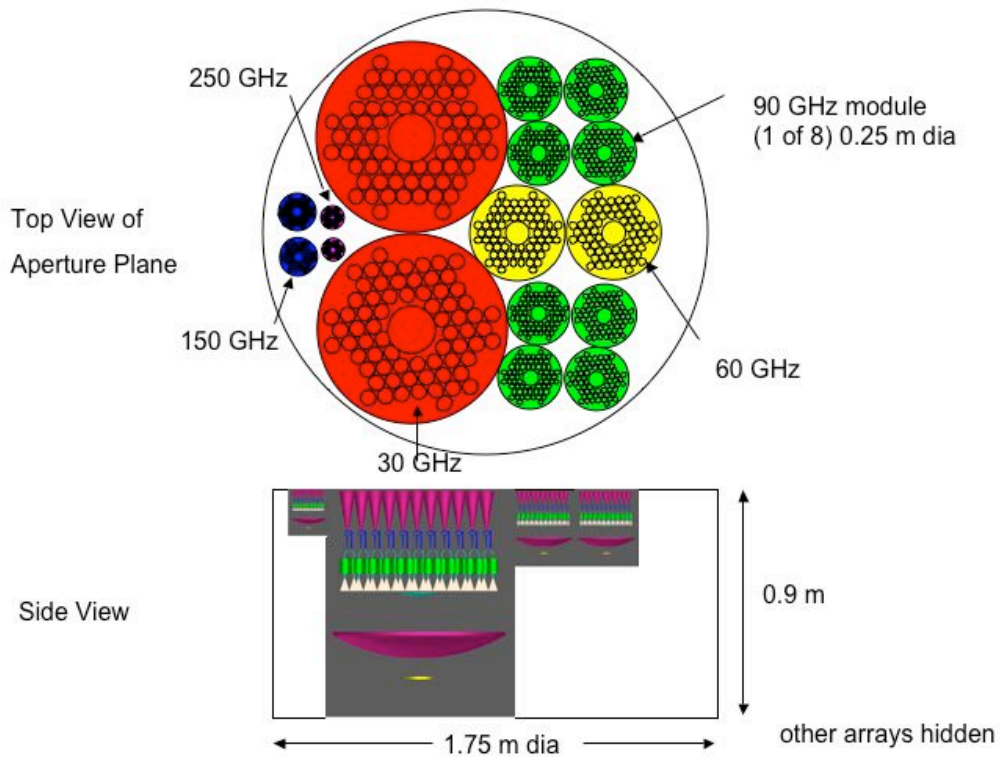 250 GHz
90 GHz module
(1 of 8) 0.25 m dia
Top View of
Aperture Plane
150 GHz
60 GHz
30 GHz
Side View
0.9 m
1.75 m dia
other arrays hidden